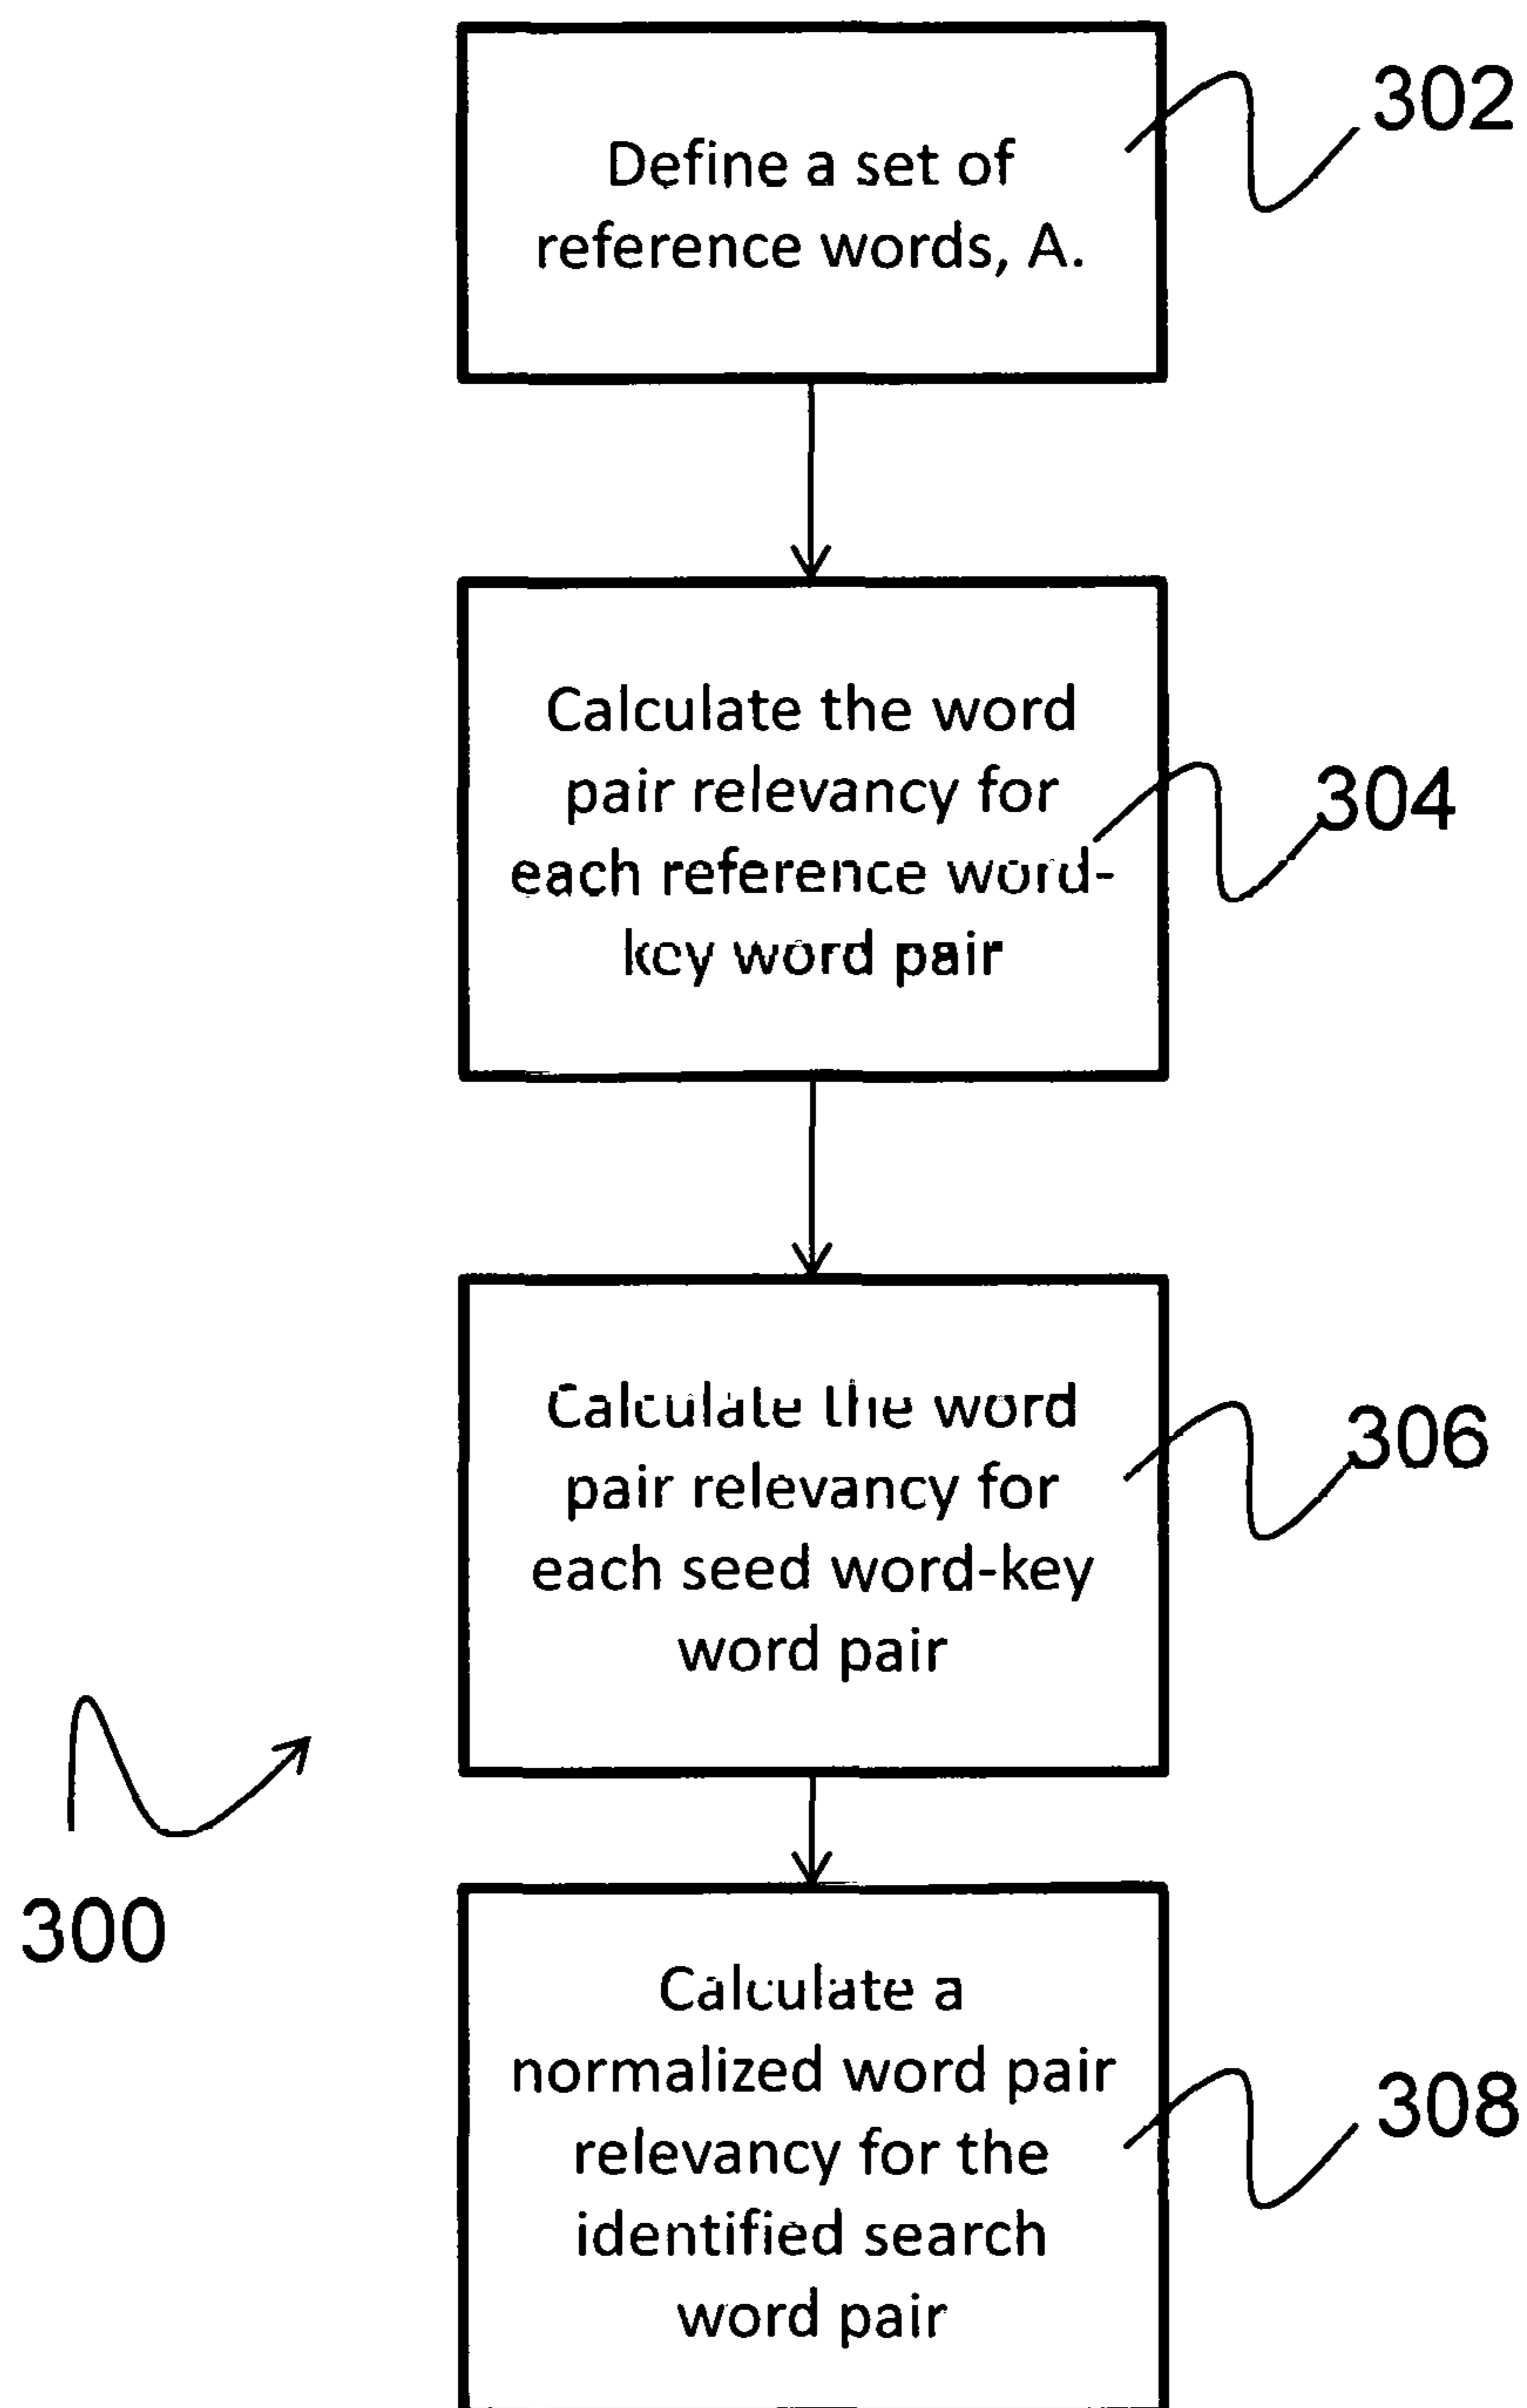 302
Define a set of
reference words, A.
Calculate the word
pair relevancy for
304
each reference word-
key word pair
Calculate the word
306
pair relevancy for
each seed word-key
word pair
300
Calculate a
normalized word pair
308
relevancy for the
identified search
word pair